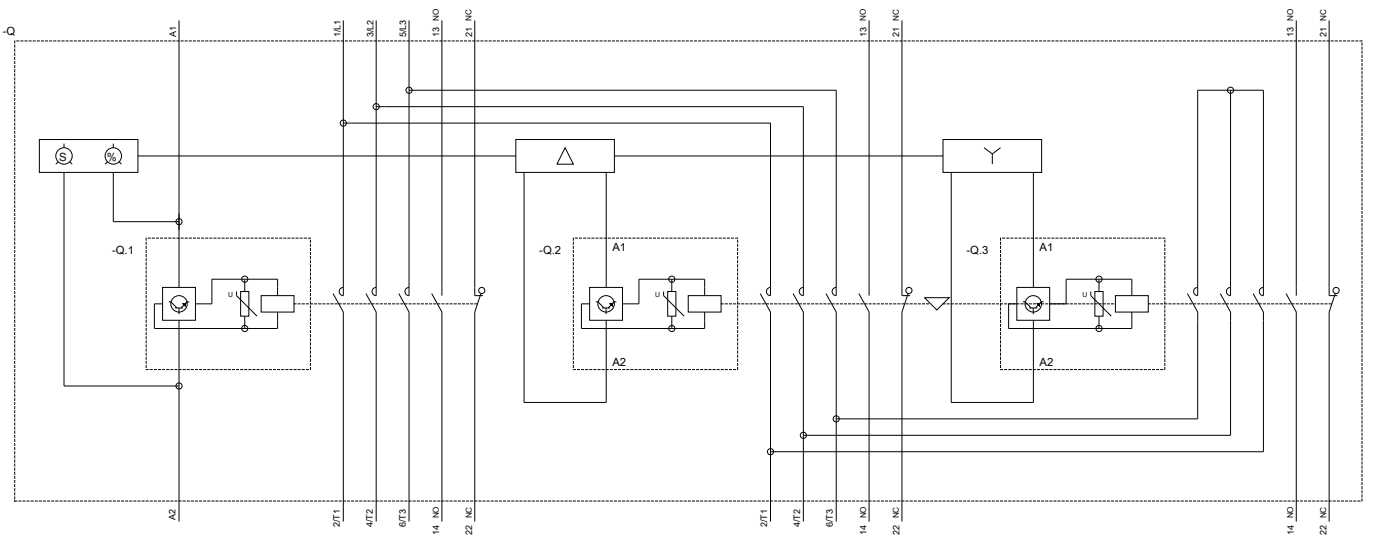 -Q
A1
1/L1
3/L2
5/L3
13 NO
21 NC
13 NO
21 NC
13 NO
21 NC
S
%
-Q.1
U
-Q.2
A1
U
A2
-Q.3
A1
U
A2
A2
2/T1
4/T2
6/T3
14 NO
22 NC
2/T1
4/T2
6/T3
14 NO
22 NC
14 NO
22 NC